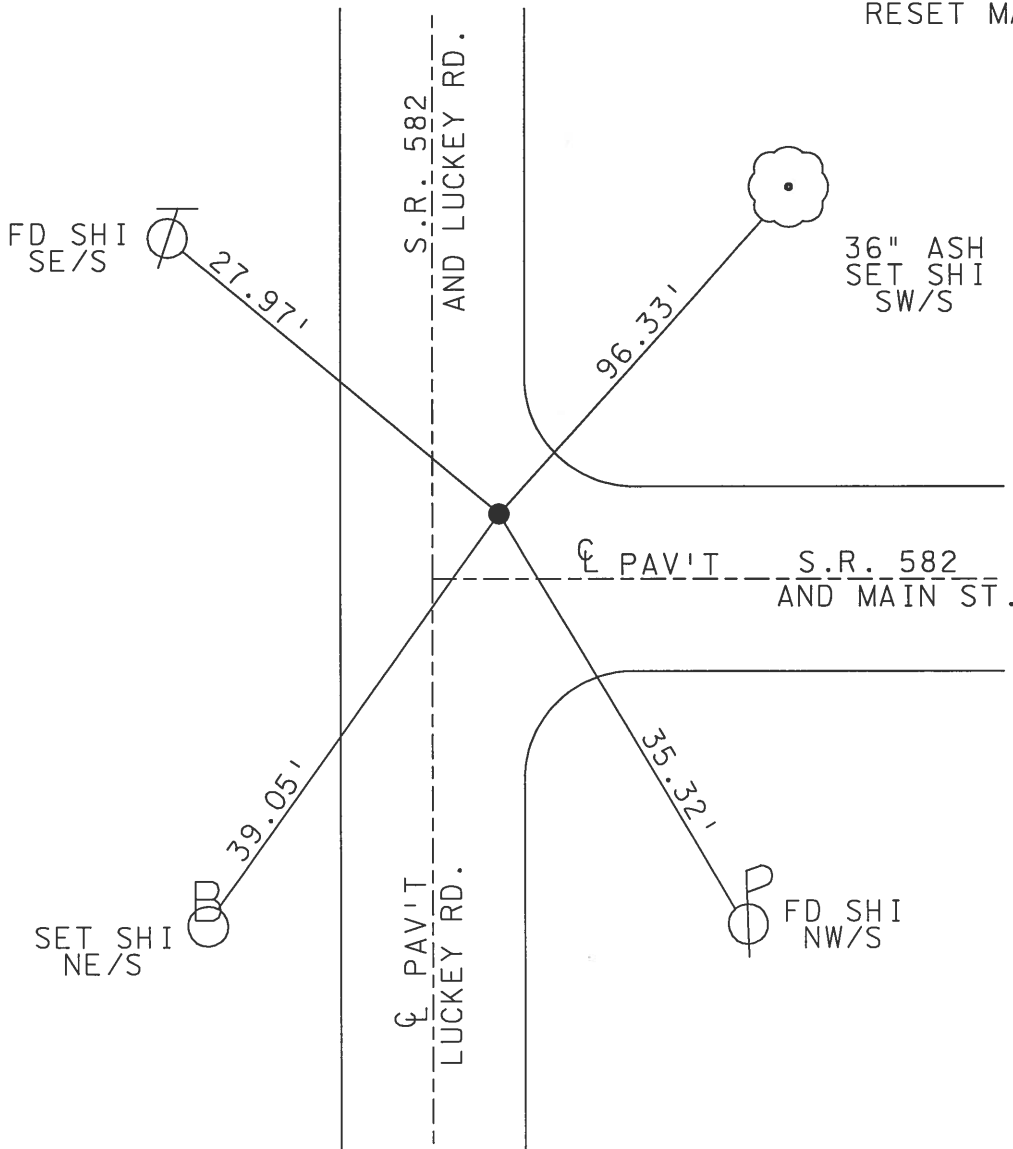 RESET MA
S.R. 582
AND LUCKEY RD.
FD SHI
SE/S
27.97'
36" ASH
SET SHI
SW/S
96.33'
℄ PAV'T S.R. 582
AND MAIN ST.
39.05'
35.32'
B
SET SHI
NE/S
P
FD SHI
NW/S
℄ PAV'T
LUCKEY RD.